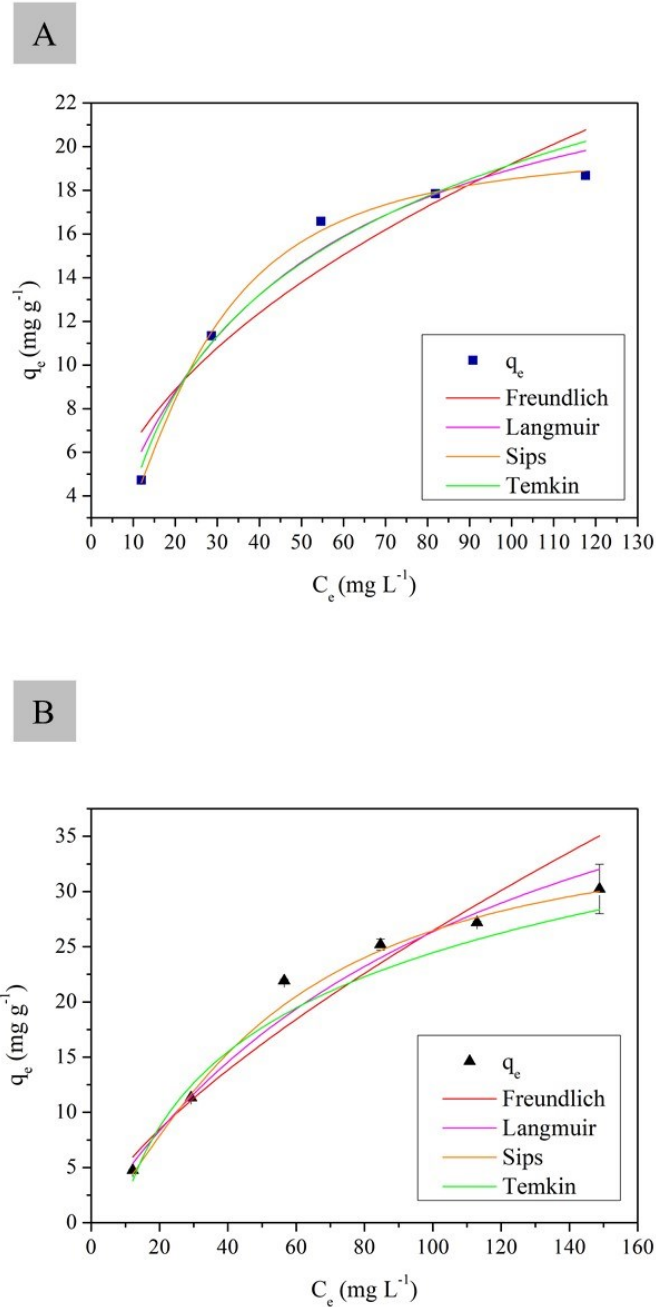 A
22
20
18
16
14
12
10
8
6
4
qₑ (mg g⁻¹)
qₑ
Freundlich
Langmuir
Sips
Temkin
0 10 20 30 40 50 60 70 80 90 100 110 120 130
Cₑ (mg L⁻¹)
B
35
30
25
20
15
10
5
0
qₑ (mg g⁻¹)
qₑ
Freundlich
Langmuir
Sips
Temkin
0 20 40 60 80 100 120 140 160
Cₑ (mg L⁻¹)